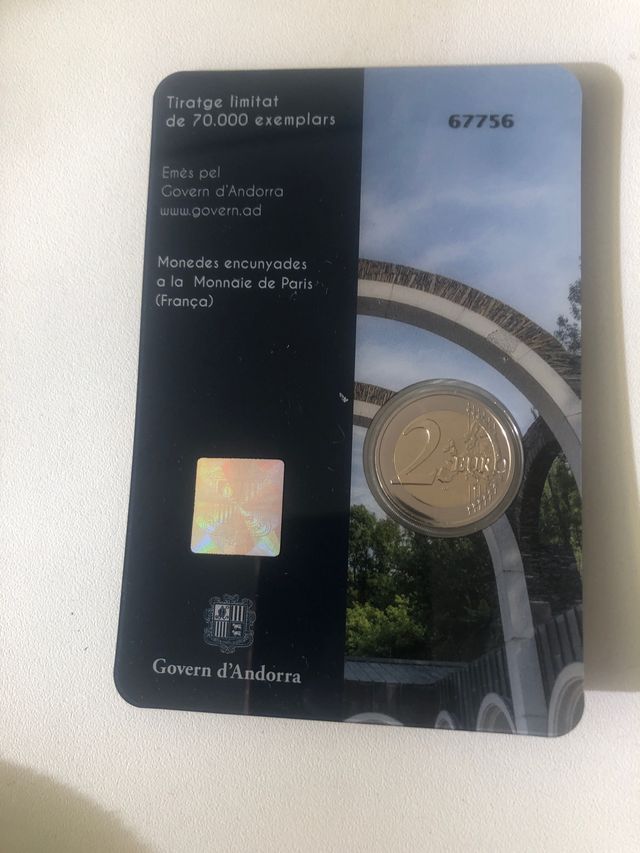 Tiratge limitat
de 70.000 exemplars
67756
Emès pel
Govern d'Andorra
www.govern.ad
Monedes encunyades
a la Monnaie de Paris
(França)
2 EURO
Govern d'Andorra